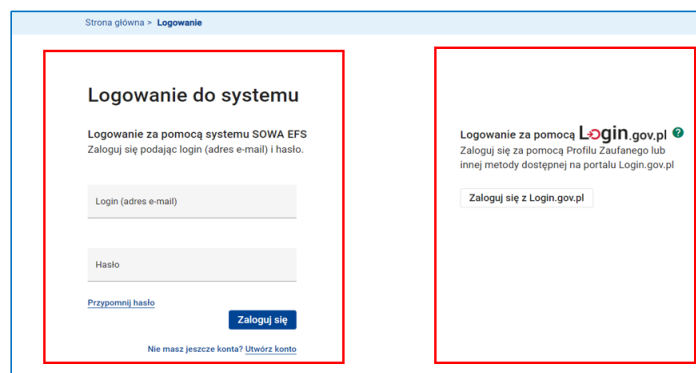 Strona główna > Logowanie
Logowanie do systemu
Logowanie za pomocą systemu SOWA EFS
Zaloguj się podając login (adres e-mail) i hasło.
Login (adres e-mail)
Hasło
Przypomnij hasło
Zaloguj się
Nie masz jeszcze konta? Utwórz konto
Logowanie za pomocą Login.gov.pl ?
Zaloguj się za pomocą Profilu Zaufanego lub
innej metody dostępnej na portalu Login.gov.pl
Zaloguj się z Login.gov.pl